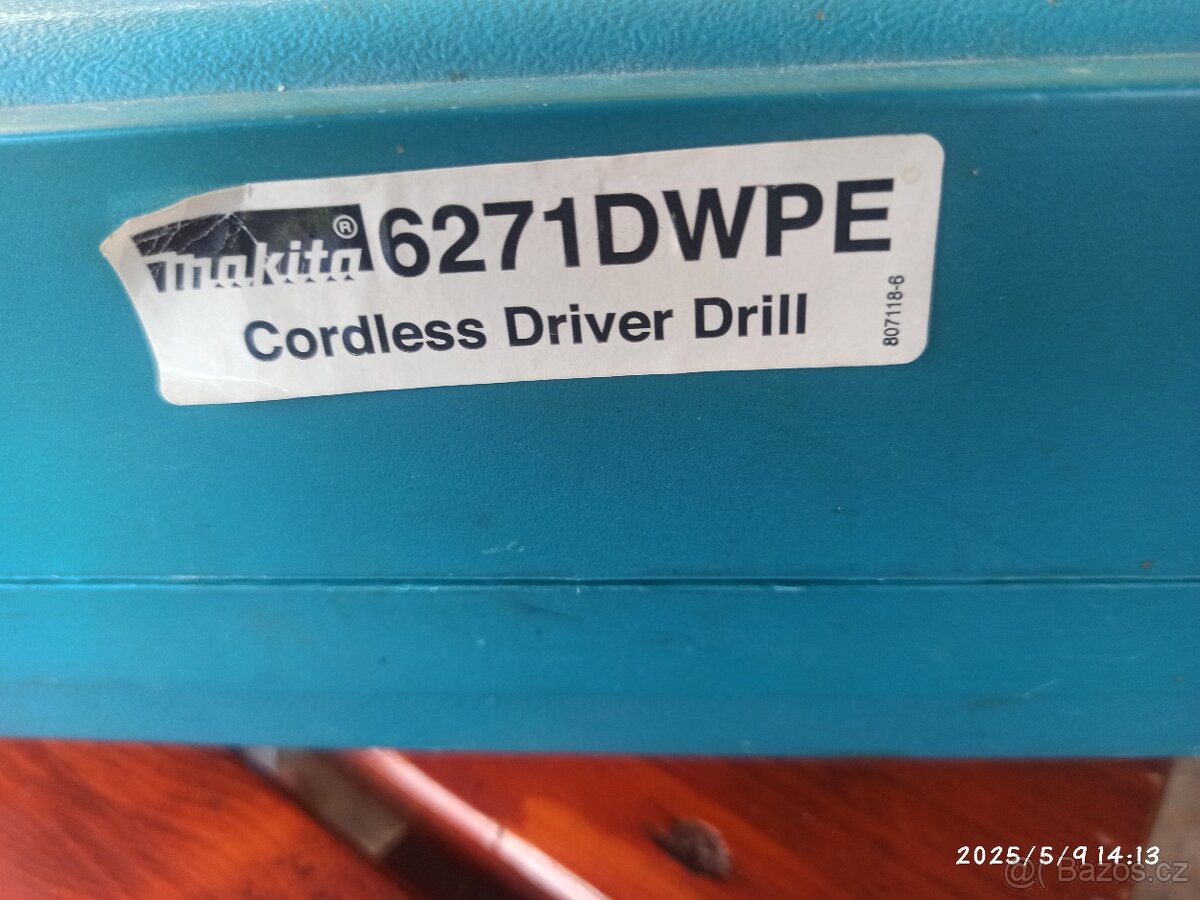 makita® 6271DWPE
Cordless Driver Drill
807118-6
2025/5/9 14:13
@ Bazos.cz